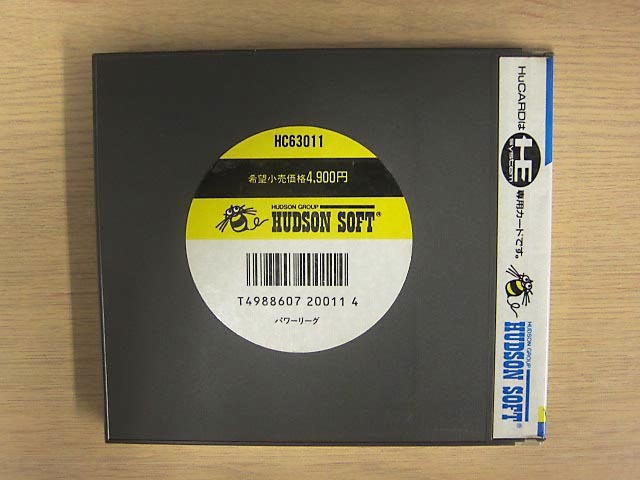 HC63011
希望小売価格4,900円
HUDSON GROUP
HUDSON SOFT®
T4988607 20011 4
パワーリーグ
HuCARDは
HE
SYSTEM
専用カードです。
HUDSON GROUP
HUDSON SOFT®